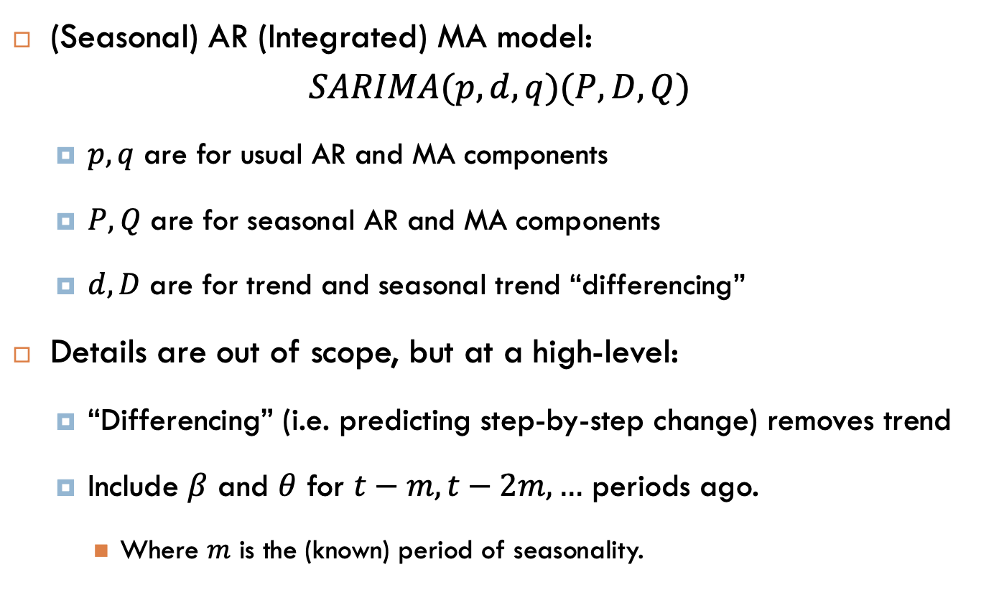 (Seasonal) AR (Integrated) MA model:
SARIMA(p, d, q)(P, D, Q)
p, q are for usual AR and MA components
P, Q are for seasonal AR and MA components
d, D are for trend and seasonal trend “differencing”
Details are out of scope, but at a high-level:
“Differencing” (i.e. predicting step-by-step change) removes trend
Include β and θ for t − m, t − 2m, … periods ago.
Where m is the (known) period of seasonality.